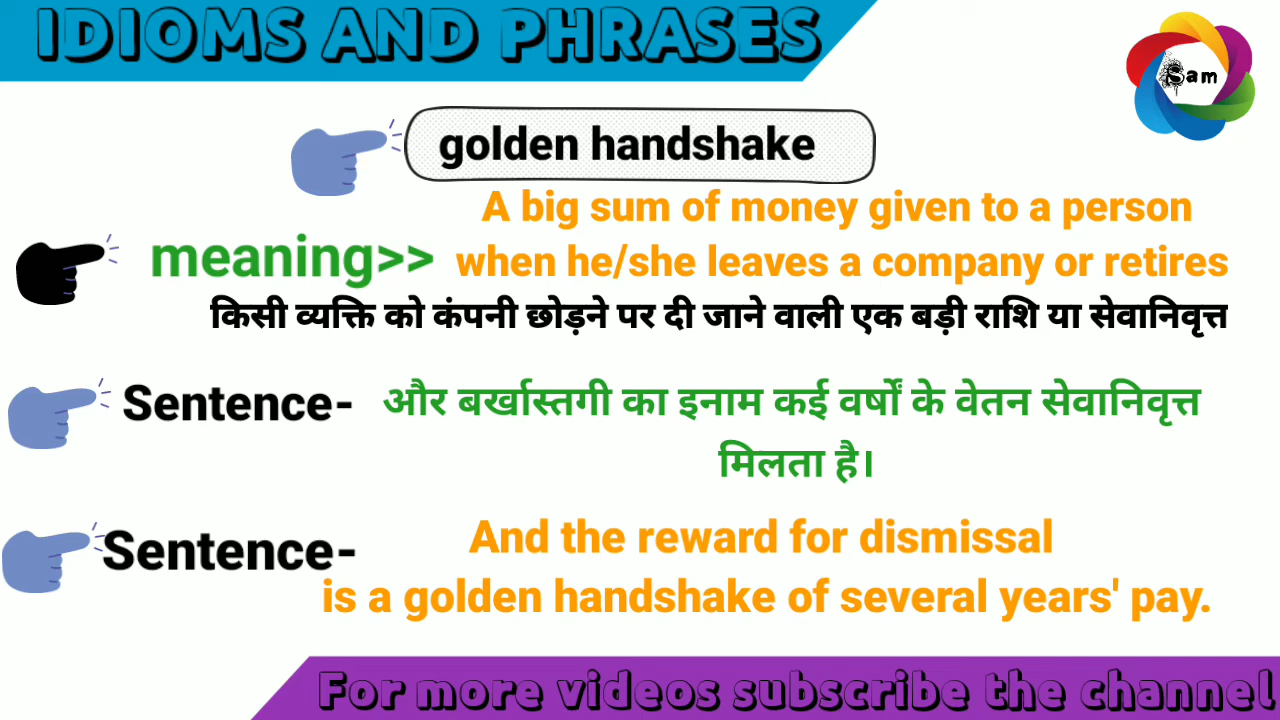 IDIOMS AND PHRASES
Sam
golden handshake
A big sum of money given to a person
meaning>> when he/she leaves a company or retires
किसी व्यक्ति को कंपनी छोड़ने पर दी जाने वाली एक बड़ी राशि या सेवानिवृत्त
Sentence- और बर्खास्तगी का इनाम कई वर्षों के वेतन सेवानिवृत्त
मिलता है।
Sentence- And the reward for dismissal
is a golden handshake of several years' pay.
For more videos subscribe the channel